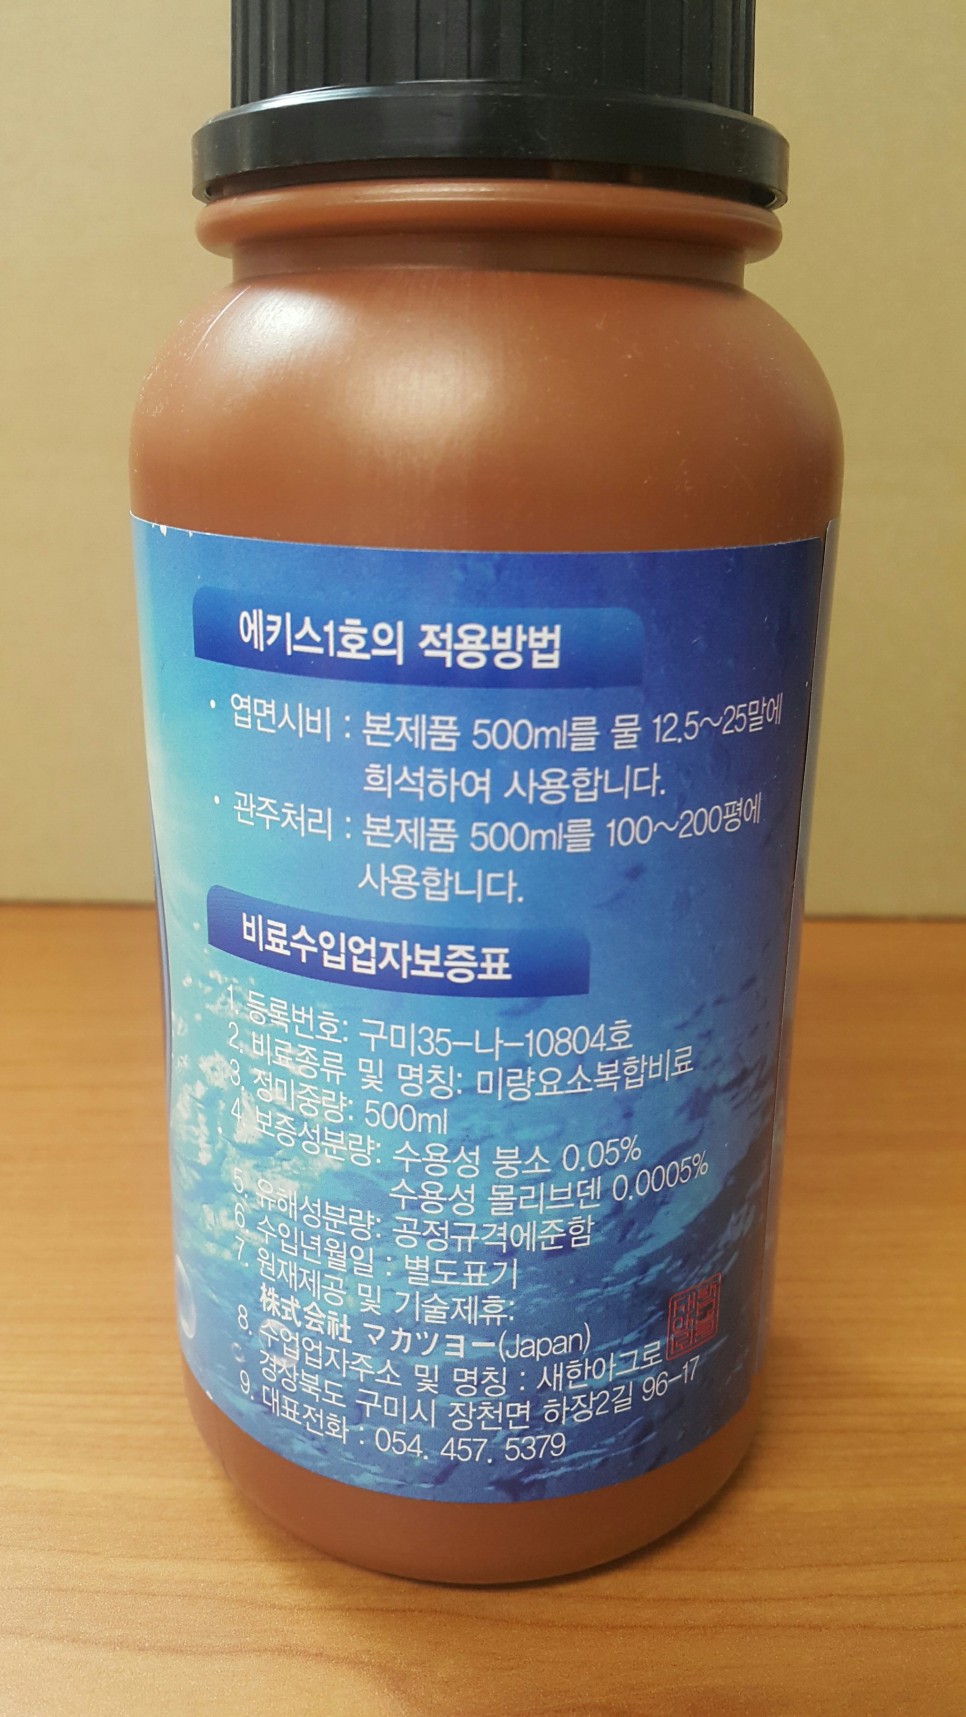 에키스1호의 적용방법
· 엽면시비 : 본제품 500ml를 물 12.5~25말에
희석하여 사용합니다.
· 관주처리 : 본제품 500ml를 100~200평에
사용합니다.
비료수입업자보증표
1. 등록번호: 구미35-나-10804호
2. 비료종류 및 명칭: 미량요소복합비료
3. 정미중량: 500ml
4. 보증성분량: 수용성 붕소 0.05%
수용성 몰리브덴 0.0005%
5. 유해성분량: 공정규격에준함
6. 수입년월일 : 별도표기
7. 원재제공 및 기술제휴:
株式会社 マカツヨー(Japan)
8. 수업업자주소 및 명칭 : 새한아그로
경상북도 구미시 장천면 하장2길 96-17
9. 대표전화 : 054. 457. 5379